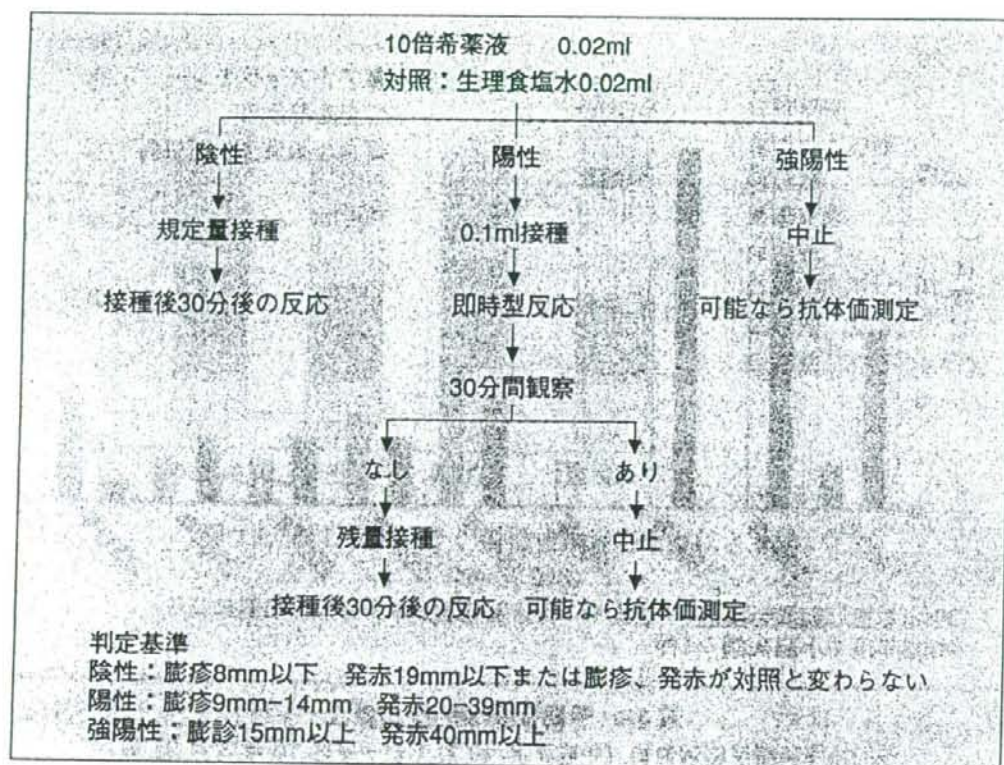 10倍希薬液 0.02ml
対照：生理食塩水0.02ml
陰性 陽性 強陽性
規定量接種 0.1ml接種 中止
接種後30分後の反応 即時型反応 可能なら抗体価測定
30分間観察
なし あり
残量接種 中止
接種後30分後の反応 可能なら抗体価測定
判定基準
陰性：膨疹8mm以下 発赤19mm以下または膨疹、発赤が対照と変わらない
陽性：膨疹9mm-14mm 発赤20-39mm
強陽性：膨診15mm以上 発赤40mm以上